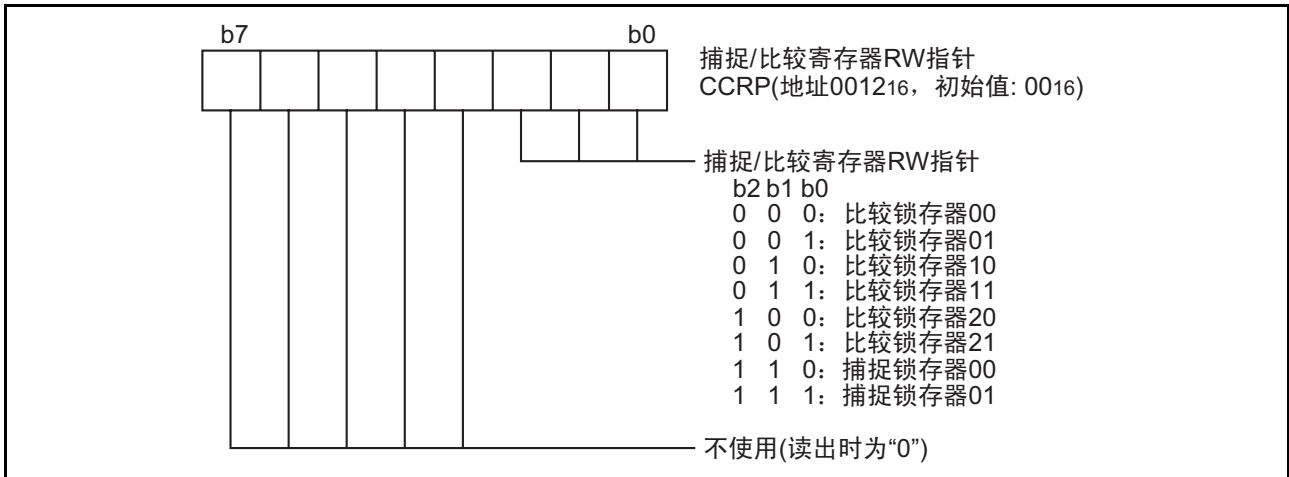 b7 b0
捕捉/比较寄存器RW指针
CCRP(地址001216，初始值: 0016)
捕捉/比较寄存器RW指针
b2 b1 b0
0 0 0：比较锁存器00
0 0 1：比较锁存器01
0 1 0：比较锁存器10
0 1 1：比较锁存器11
1 0 0：比较锁存器20
1 0 1：比较锁存器21
1 1 0：捕捉锁存器00
1 1 1：捕捉锁存器01
不使用(读出时为“0”)